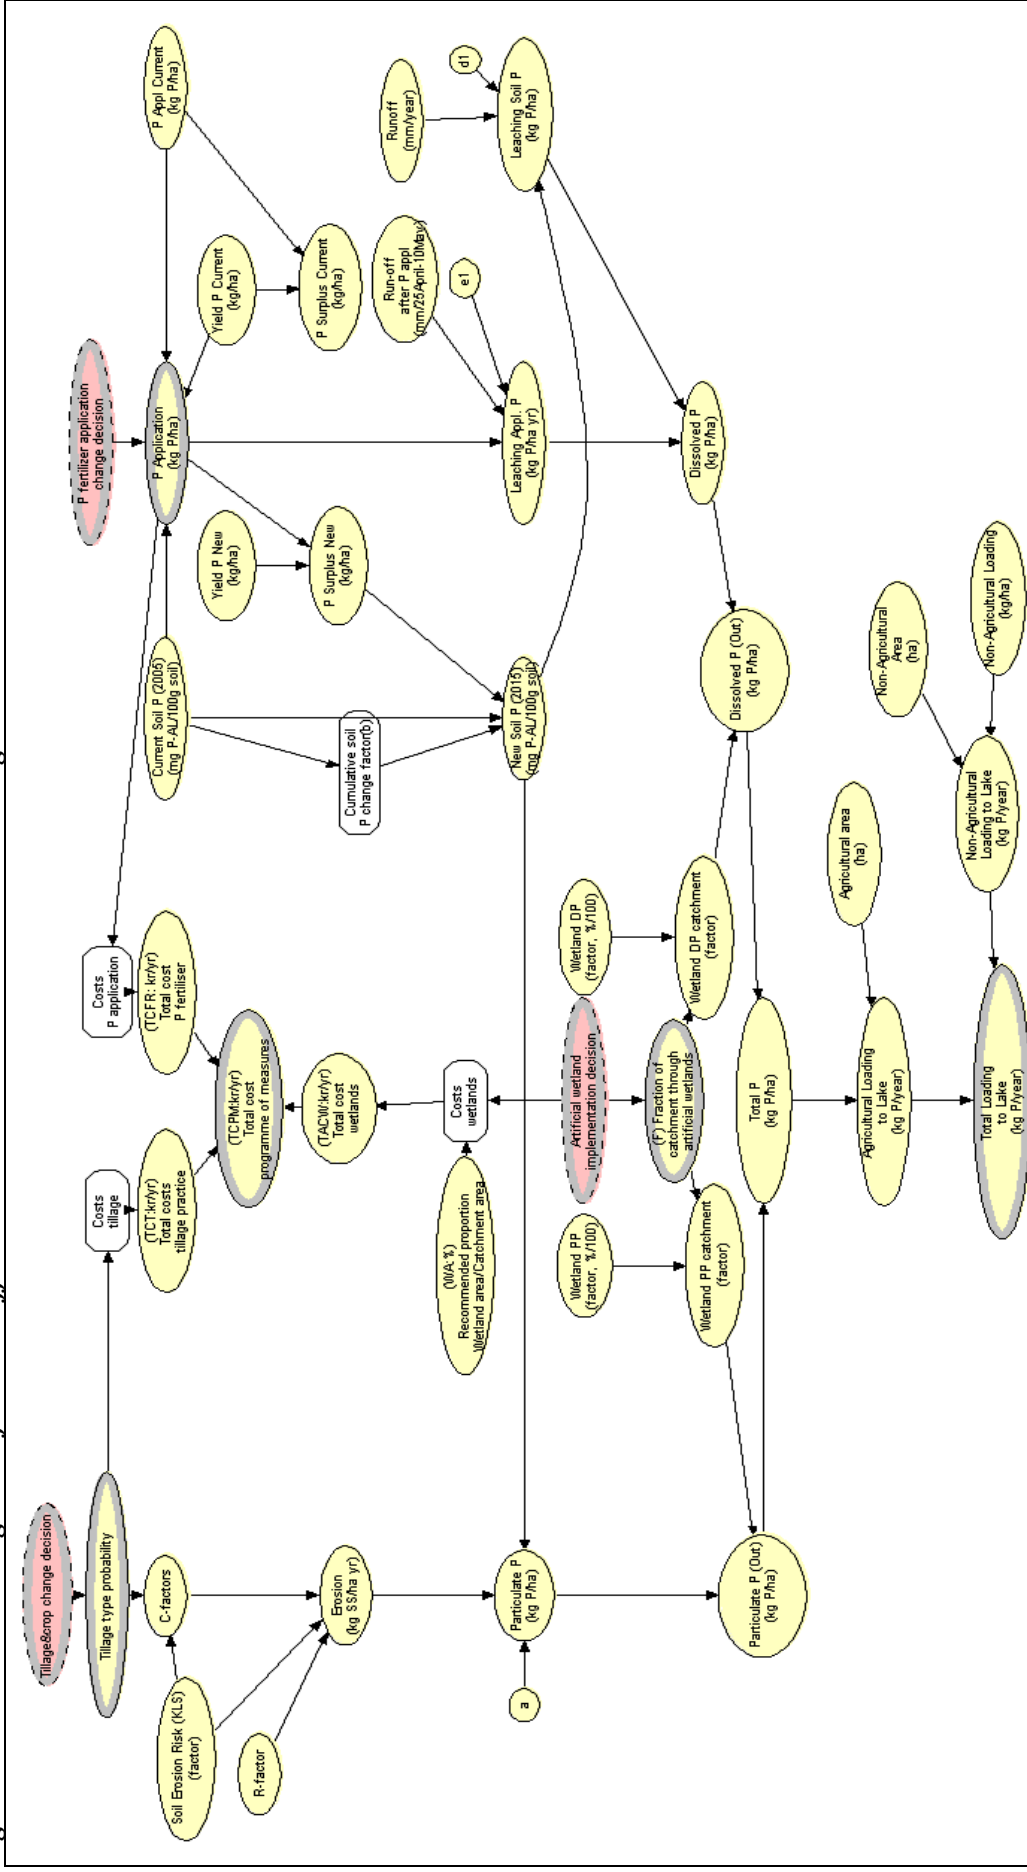 Tillage&crop change decision
P fertilizer application
change decision
Tillage type probability
Costs
tillage
Costs
P application
Soil Erosion Risk (KLS)
(factor)
C-factors
(TCT:kr/yr)
Total costs
tillage practice
(TCFR: kr/yr)
Total cost
P fertiliser
Current Soil P (2005)
(mg P-AL/100g soil)
P Application
(kg P/ha)
P Appl Current
(kg P/ha)
R-factor
(TCPM:kr/yr)
Total cost
programme of measures
Yield P New
(kg/ha)
Yield P Current
(kg/ha)
Erosion
(kg SS/ha yr)
(TACW:kr/yr)
Total cost
wetlands
Cumulative soil
P change factor(b)
P Surplus New
(kg/ha)
P Surplus Current
(kg/ha)
Run-off
after P appl
(mm/25April-10May)
Runoff
(mm/year)
(WA:%)
Recommended proportion
Wetland area/Catchment area
Costs
wetlands
e1
d1
a
Particulate P
(kg P/ha)
New Soil P (2015)
(mg P-AL/100g soil)
Leaching Appl. P
(kg P/ha yr)
Leaching Soil P
(kg P/ha)
Wetland PP
(factor, %/100)
Artificial wetland
implementation decision
Wetland DP
(factor, %/100)
Wetland PP catchment
(factor)
(F) Fraction of
catchment through
artificial wetlands
Wetland DP catchment
(factor)
Dissolved P
(kg P/ha)
Particulate P (Out)
(kg P/ha)
Total P
(kg P/ha)
Dissolved P (Out)
(kg P/ha)
Agricultural Loading
to Lake
(kg P/year)
Agricultural area
(ha)
Non-Agricultural
Area
(ha)
Total Loading
to Lake
(kg P/year)
Non-Agricultural
Loading to Lake
(kg P/year)
Non-Agricultural Loading
(kg/ha)